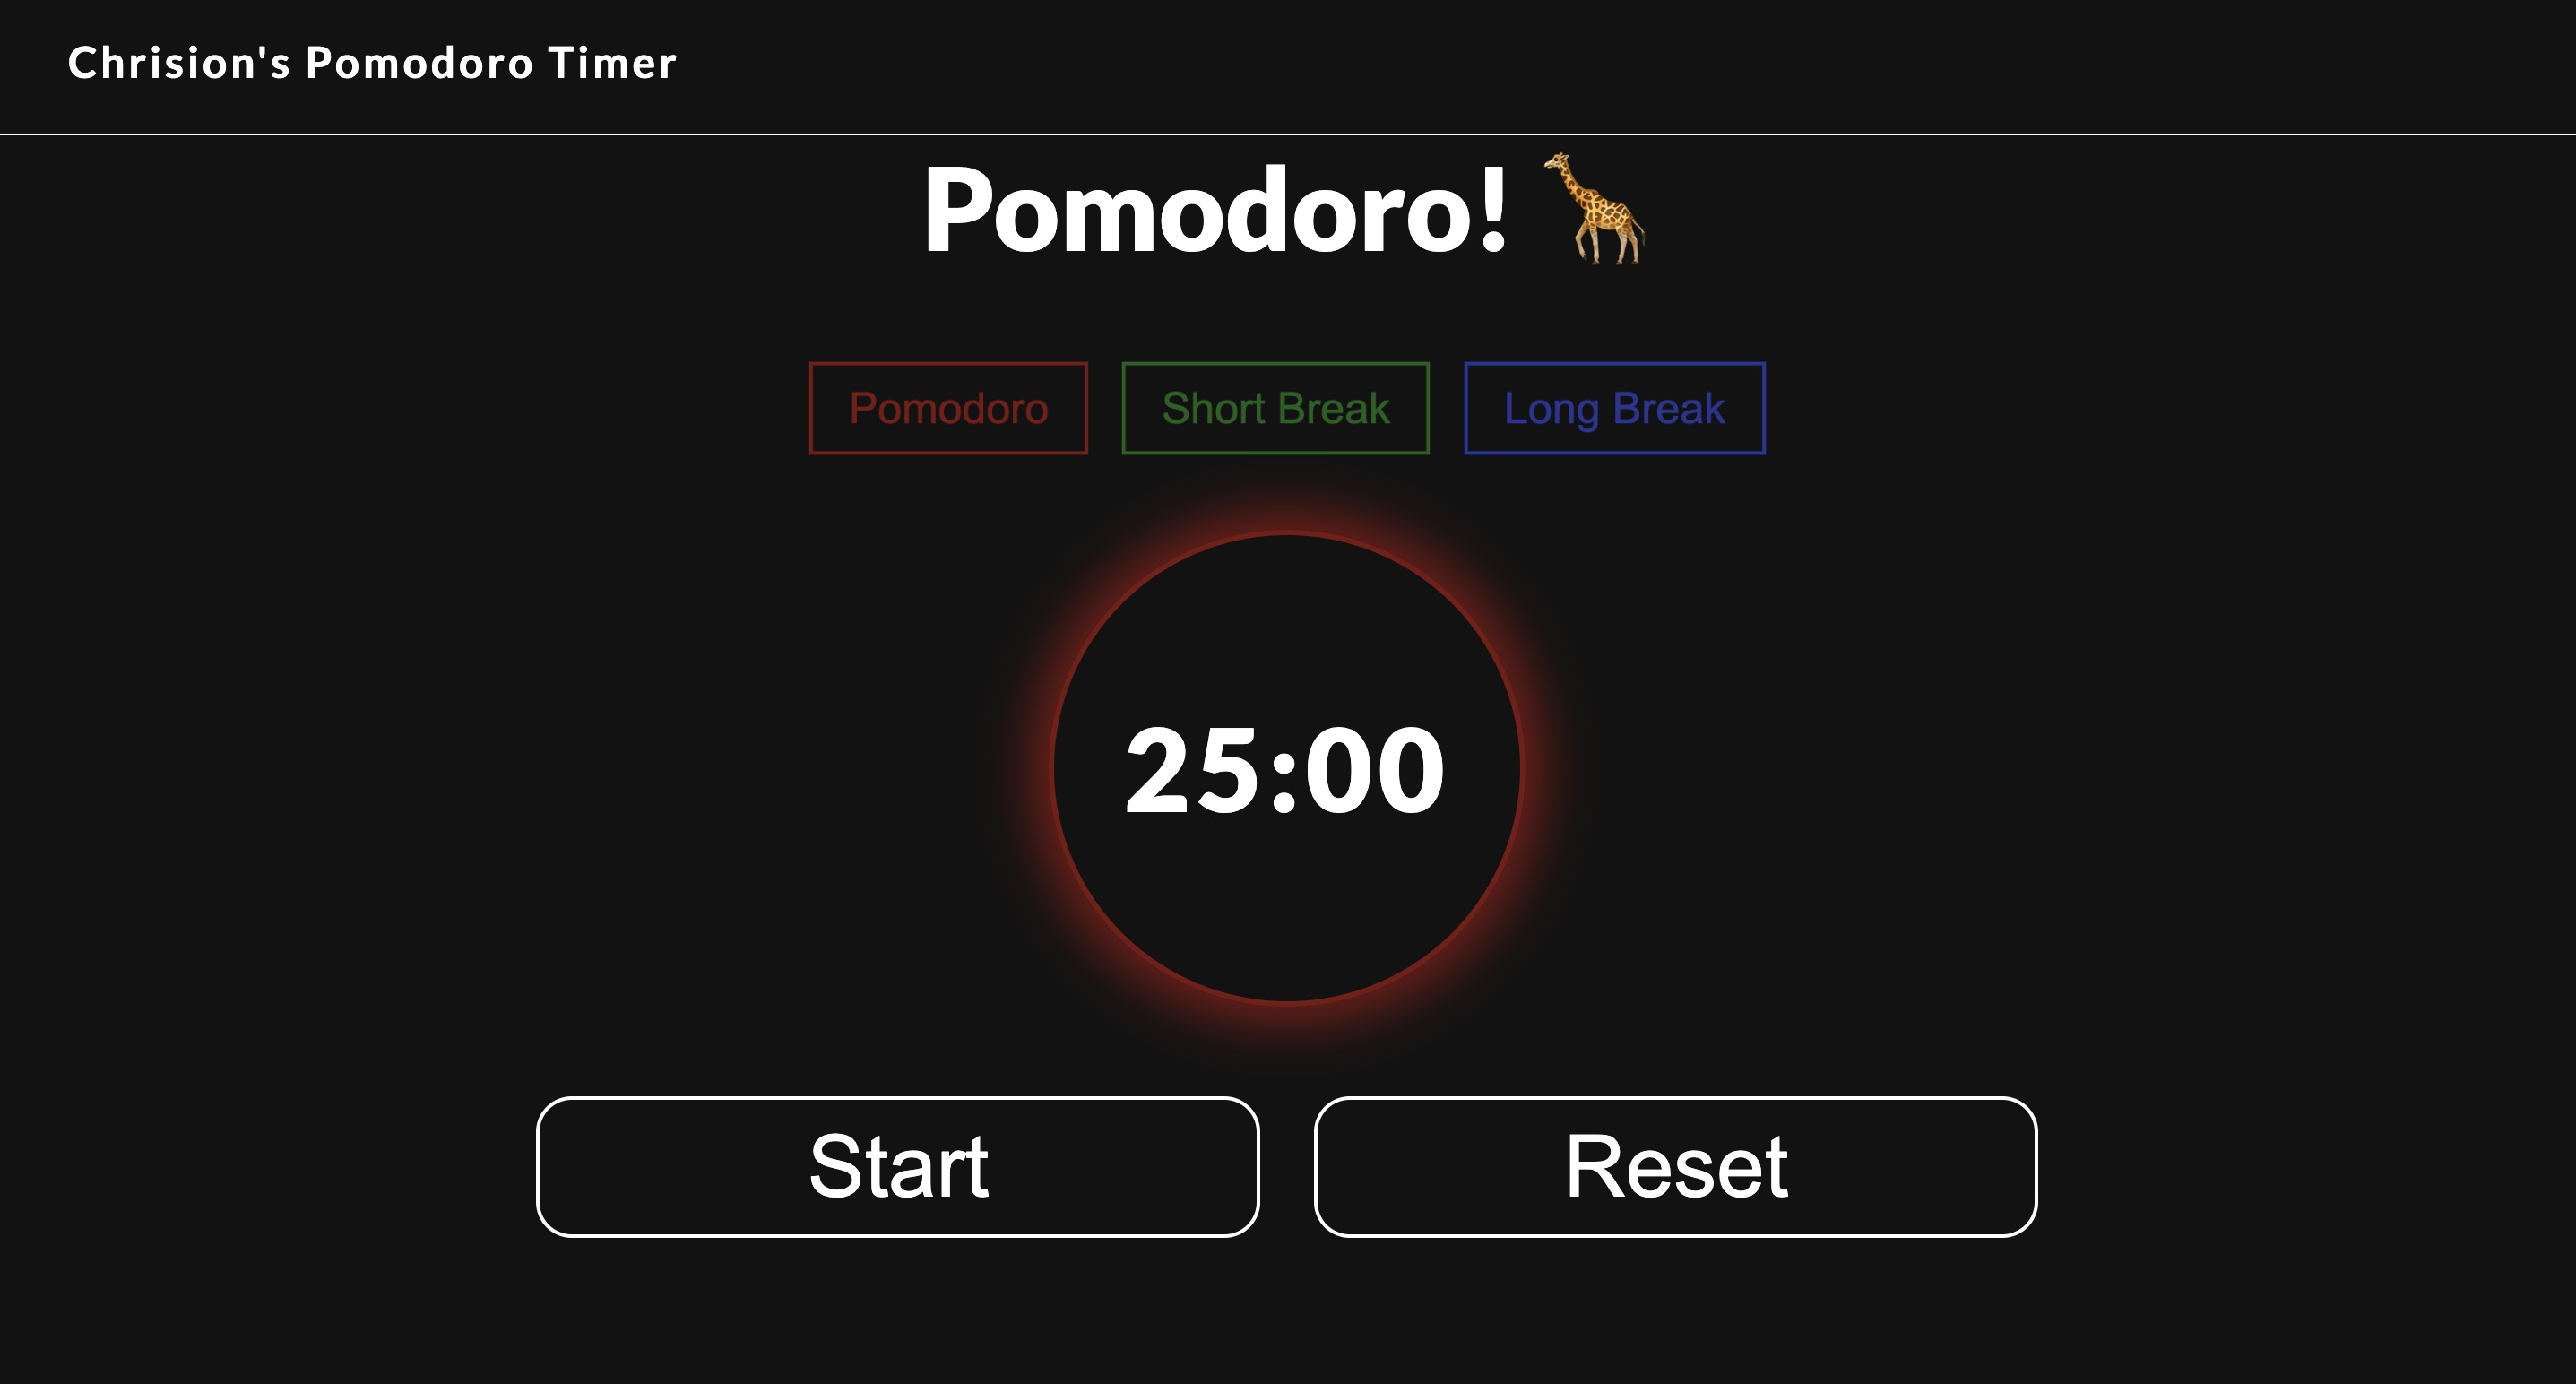 Chrision's Pomodoro Timer
Pomodoro! 🦒
Pomodoro Short Break Long Break
25:00
Start Reset